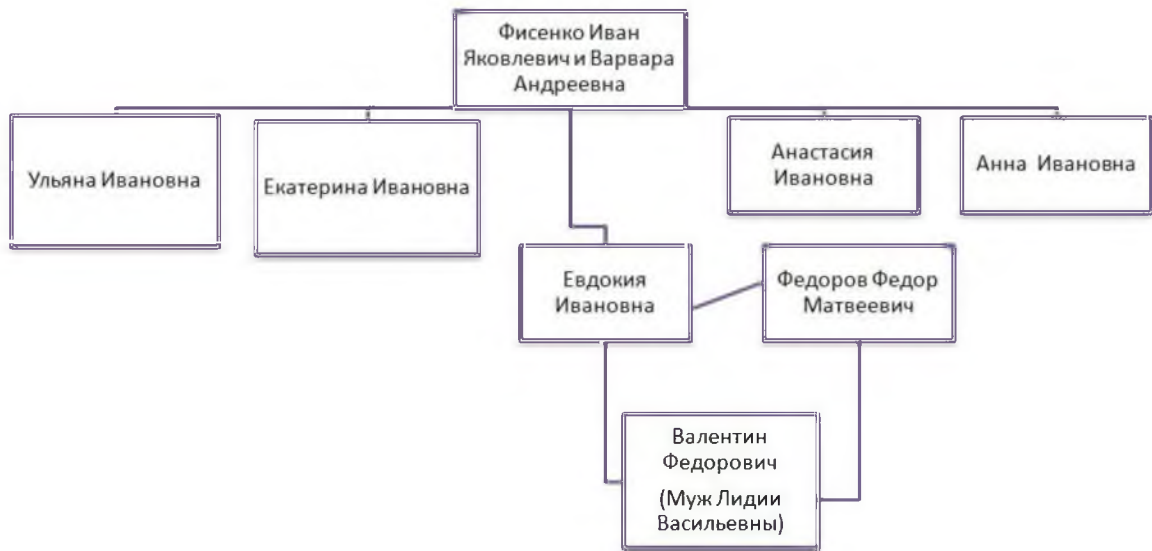 Фисенко Иван
Яковлевич и Варвара
Андреевна
Ульяна Ивановна
Екатерина Ивановна
Анастасия
Ивановна
Анна Ивановна
Евдокия
Ивановна
Федоров Федор
Матвеевич
Валентин
Федорович
(Муж Лидии
Васильевны)